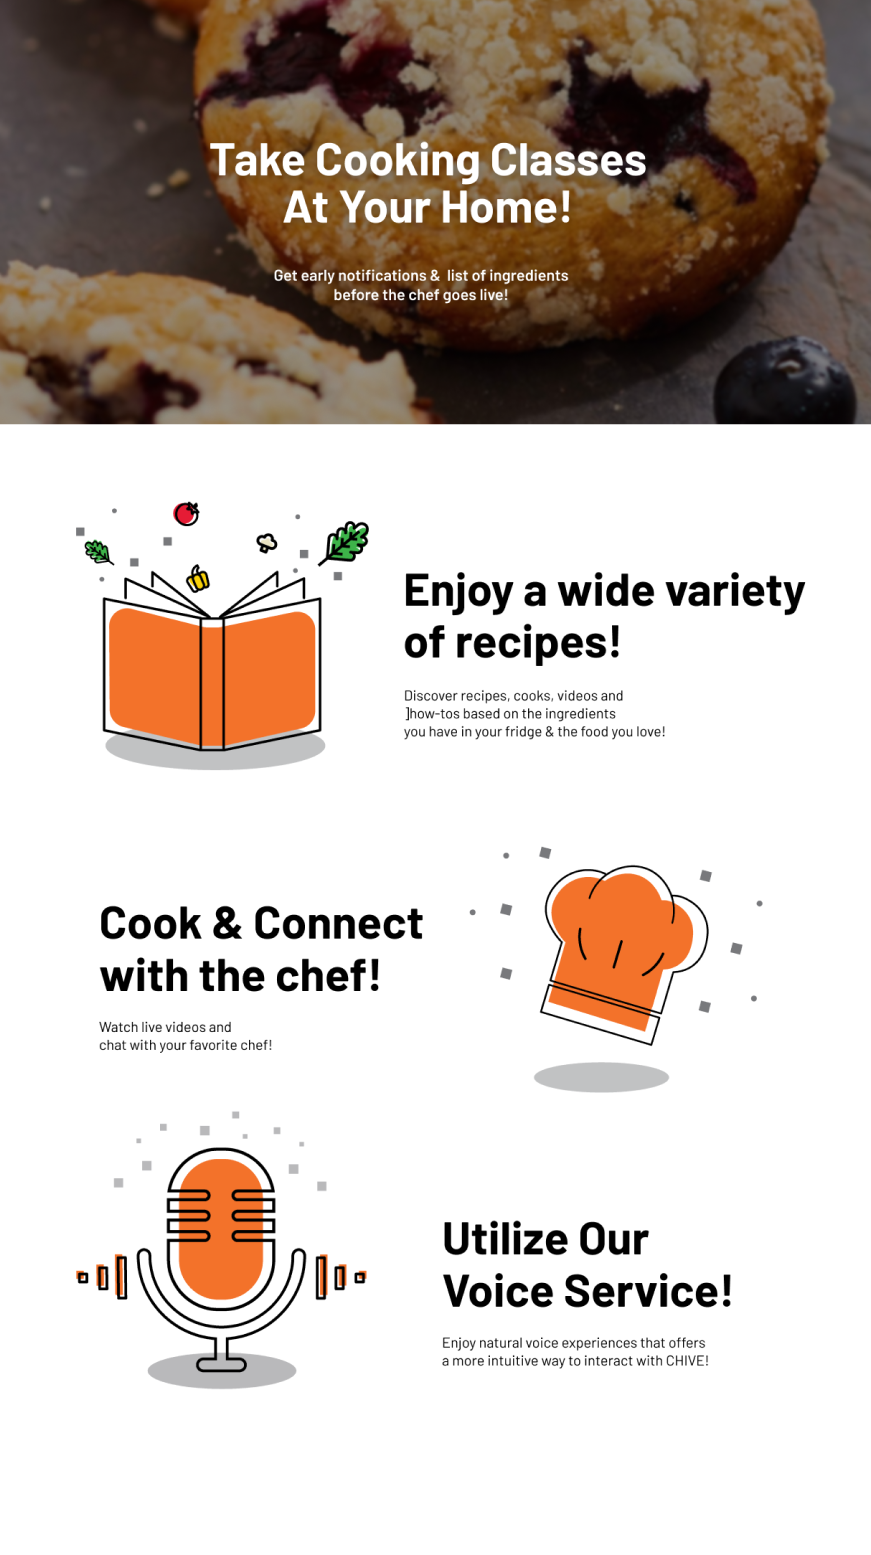 Take Cooking Classes
At Your Home!
Get early notifications &  list of ingredients
before the chef goes live!
Enjoy a wide variety
of recipes!
Discover recipes, cooks, videos and
]how-tos based on the ingredients
you have in your fridge & the food you love!
Cook & Connect
with the chef!
Watch live videos and
chat with your favorite chef!
Utilize Our
Voice Service!
Enjoy natural voice experiences that offers
a more intuitive way to interact with CHIVE!